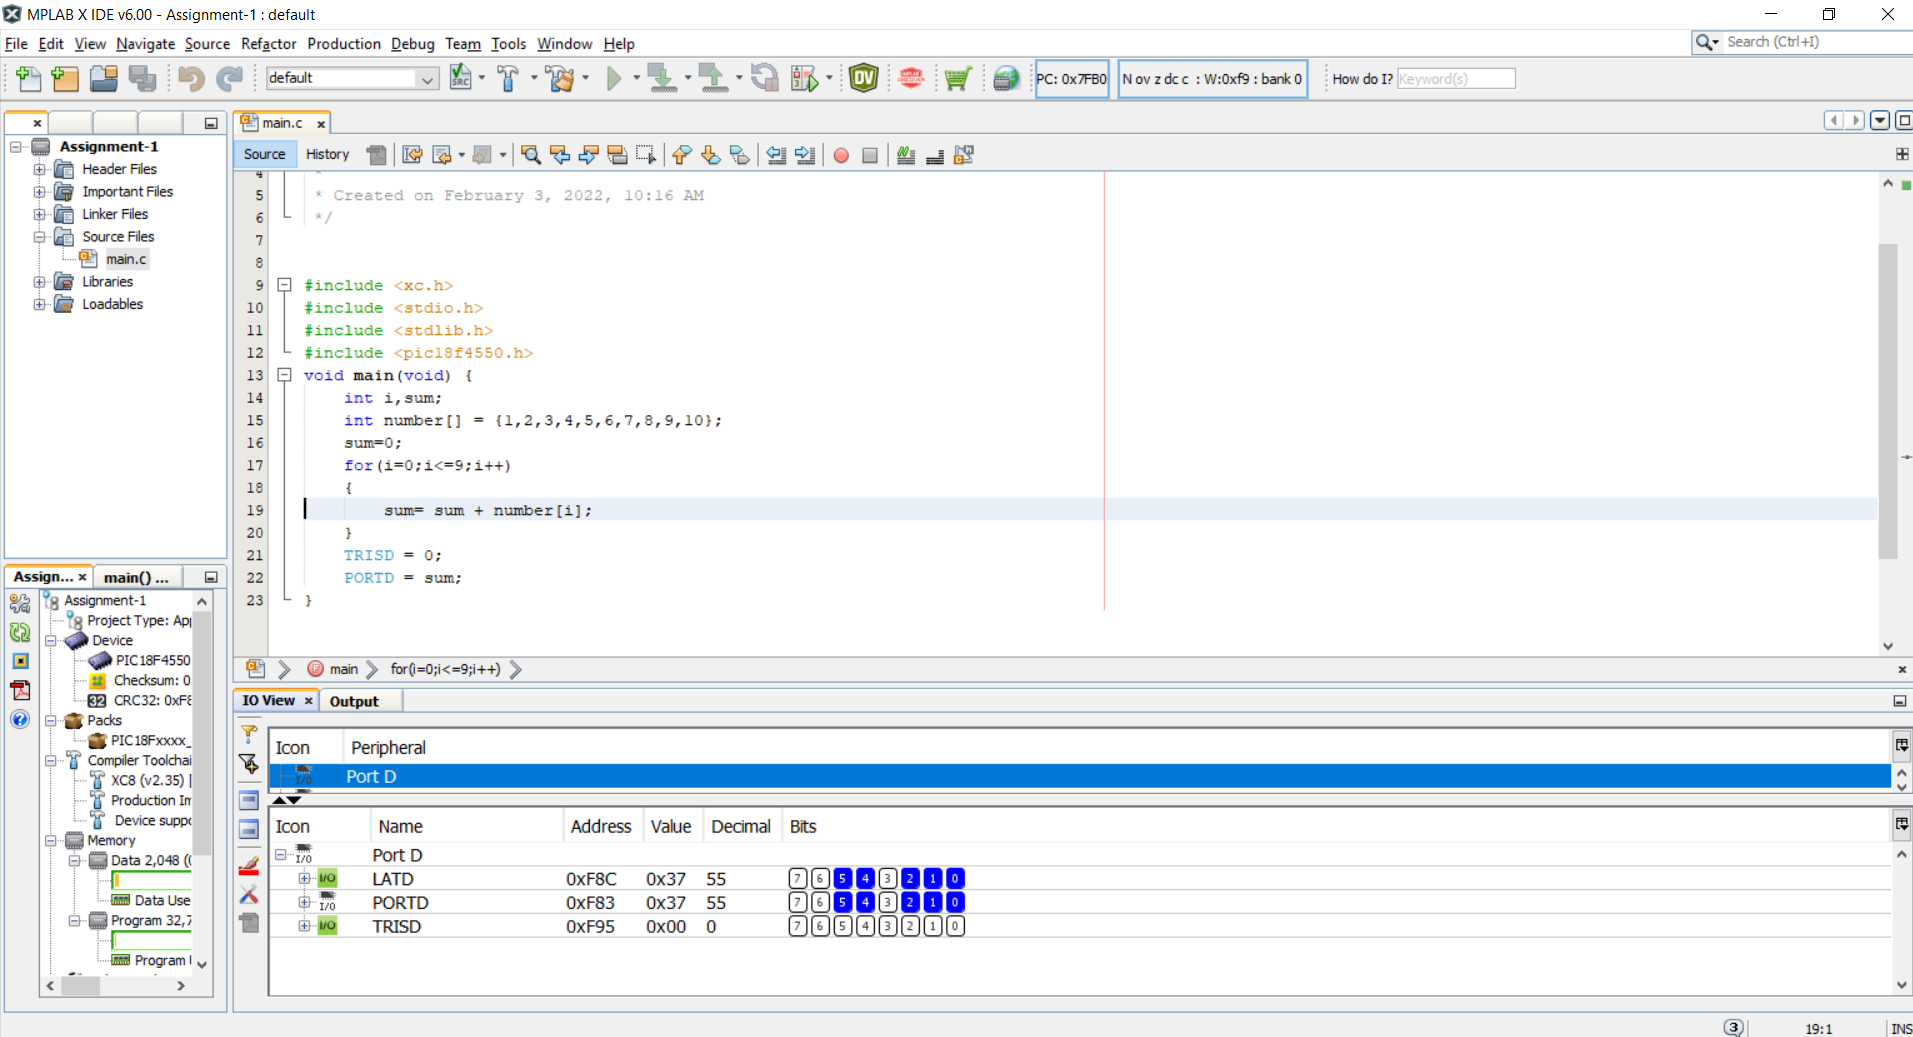 MPLAB X IDE v6.00 - Assignment-1 : default
File Edit View Navigate Source Refactor Production Debug Team Tools Window Help
Search (Ctrl+I)
default
PC: 0x7FB0
N ov z dc c : W:0xf9 : bank 0
How do I? Keyword(s)
main.c
Assignment-1
Header Files
Important Files
Linker Files
Source Files
main.c
Libraries
Loadables
Source History
4 *
5 * Created on February 3, 2022, 10:16 AM
6 */
7
8
9 #include <xc.h>
10 #include <stdio.h>
11 #include <stdlib.h>
12 #include <pic18f4550.h>
13 void main(void) {
14 int i,sum;
15 int number[] = {1,2,3,4,5,6,7,8,9,10};
16 sum=0;
17 for(i=0;i<=9;i++)
18 {
19 sum= sum + number[i];
20 }
21 TRISD = 0;
22 PORTD = sum;
23 }
main for(i=0;i<=9;i++)
Assign... main() ...
Assignment-1
Project Type: App
Device
PIC18F4550
Checksum: 0
CRC32: 0xF8
Packs
PIC18Fxxxx_
Compiler Toolchai
XC8 (v2.35) [
Production Im
Device suppo
Memory
Data 2,048 (
Data Use
Program 32,7
Program
IO View Output
Icon Peripheral
Port D
Icon Name Address Value Decimal Bits
Port D
LATD 0xF8C 0x37 55 7 6 5 4 3 2 1 0
PORTD 0xF83 0x37 55 7 6 5 4 3 2 1 0
TRISD 0xF95 0x00 0 7 6 5 4 3 2 1 0
3 19:1 INS